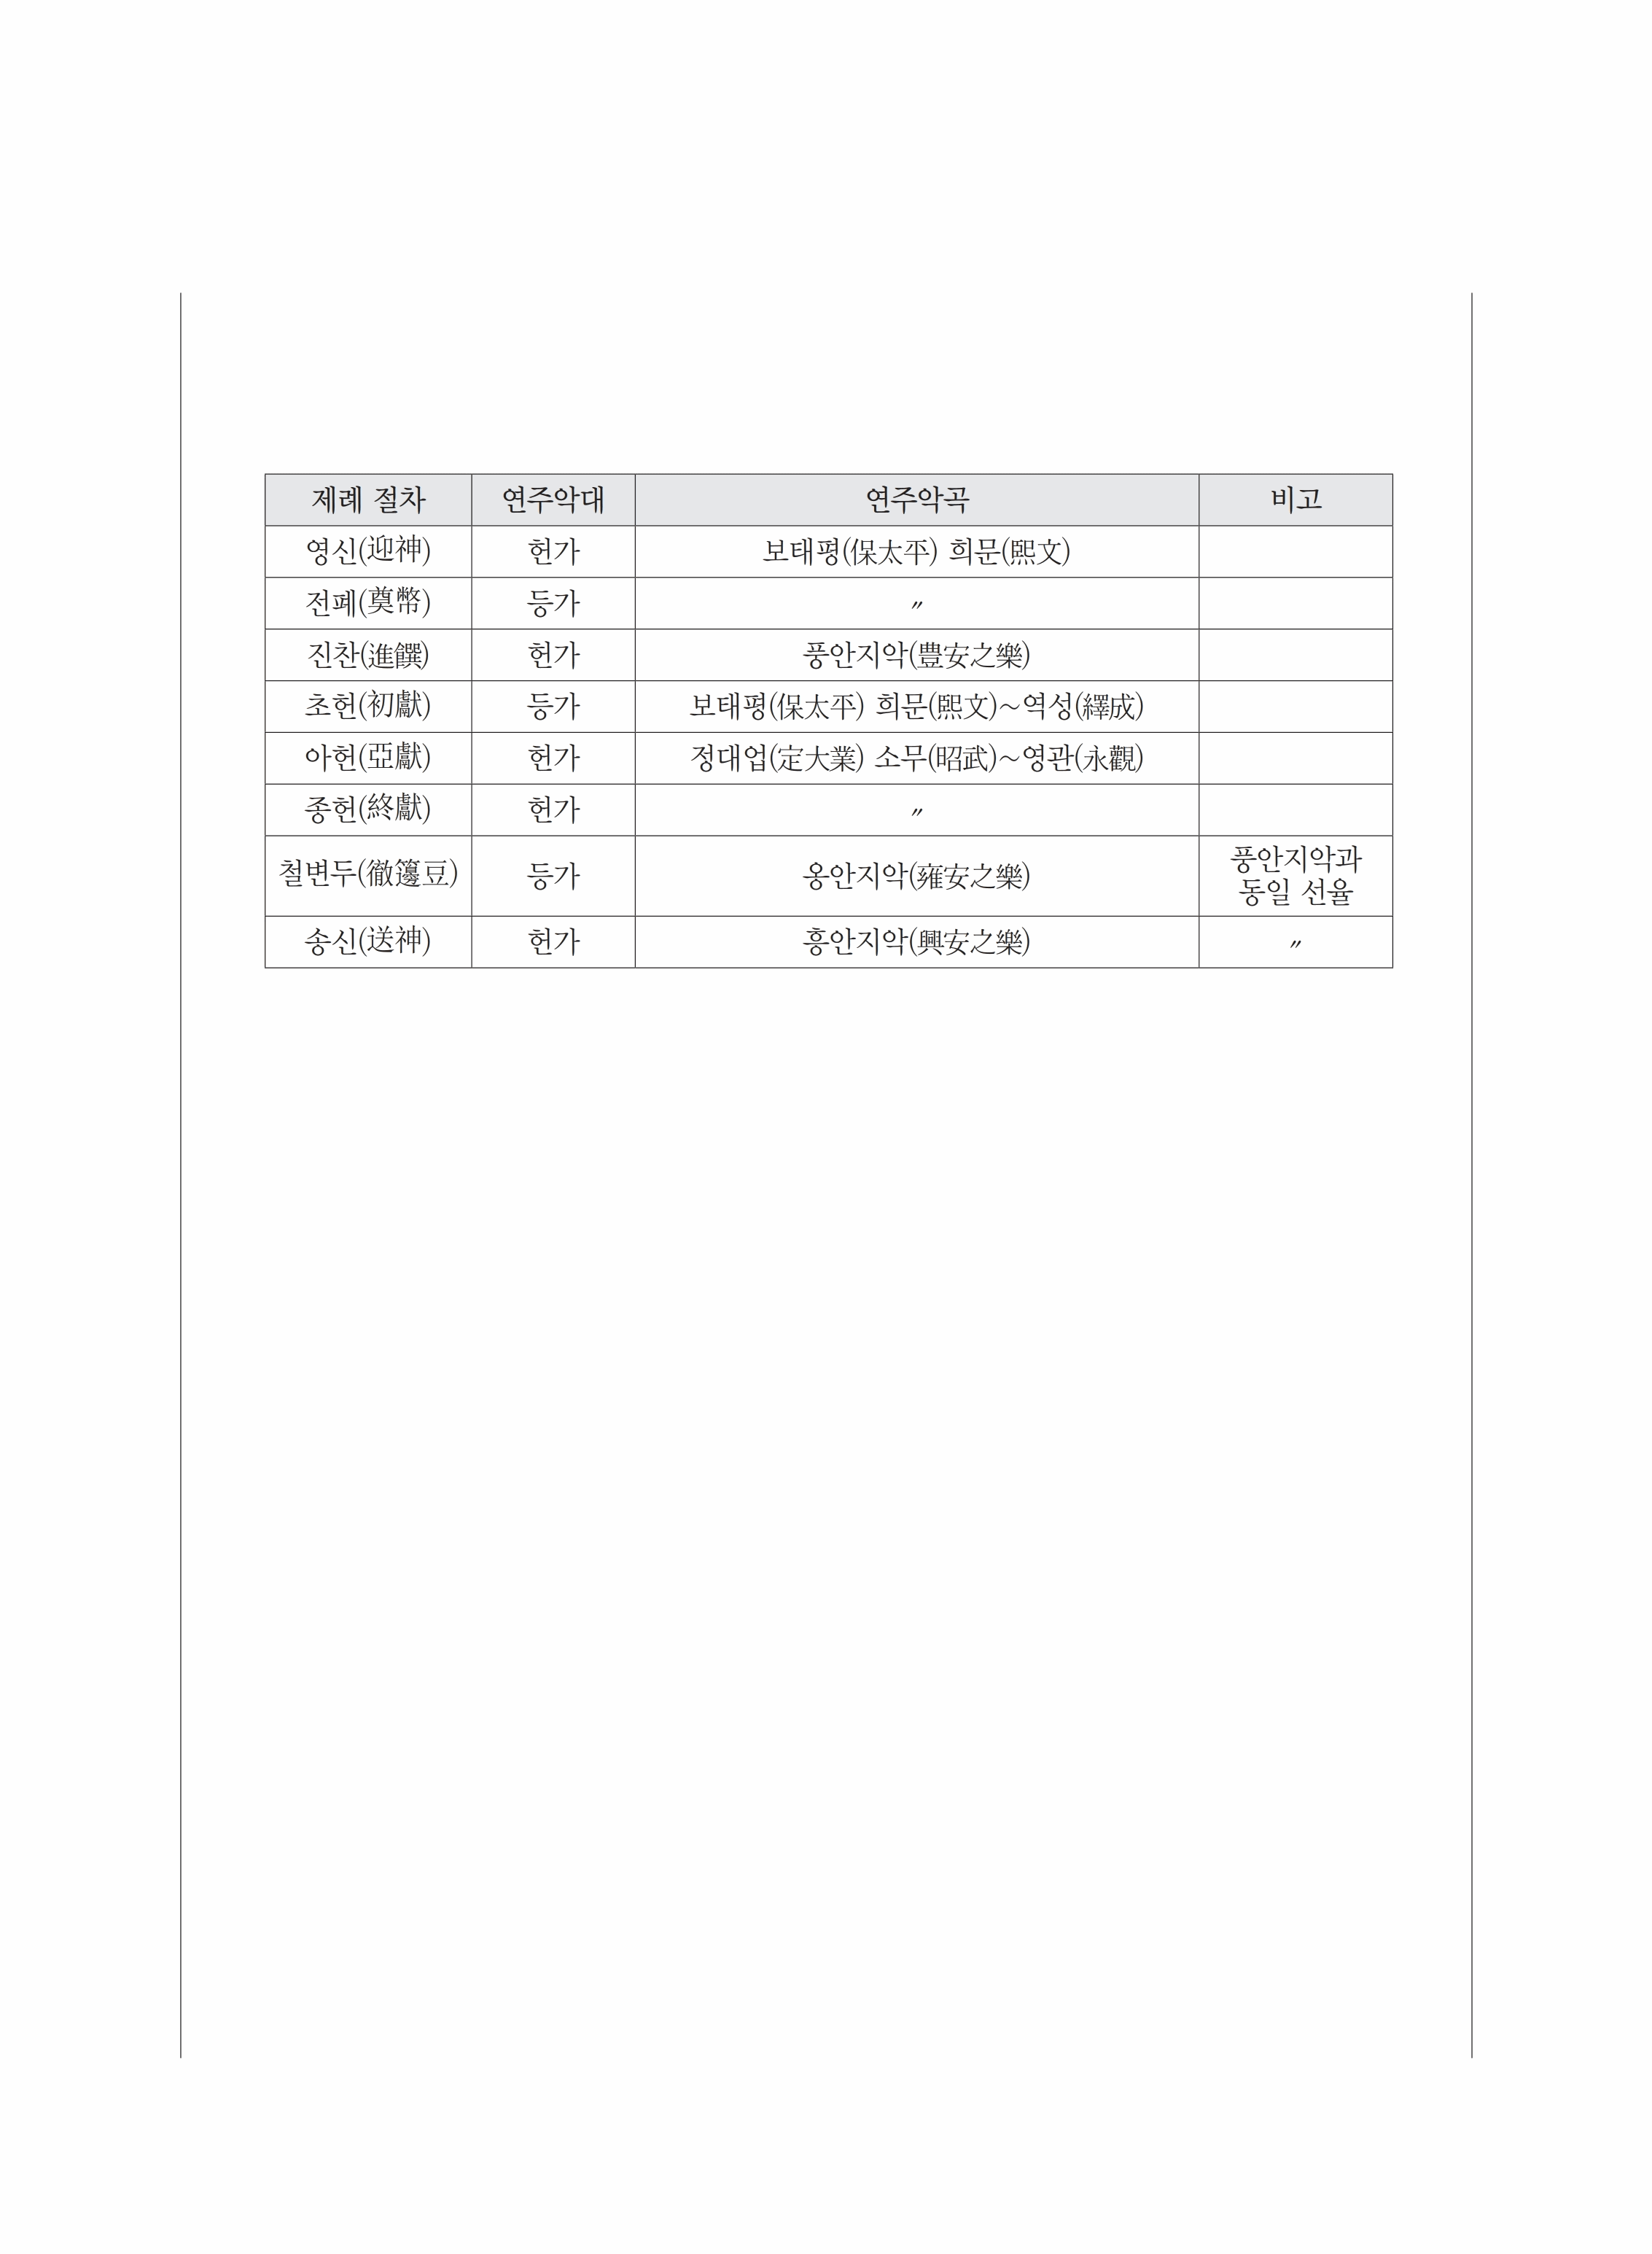 제례 절차 연주악대 연주악곡 비고
영신(迎神) 헌가 보태평(保太平) 희문(熙文)
전폐(奠幣) 등가 〃
진찬(進饌) 헌가 풍안지악(豊安之樂)
초헌(初獻) 등가 보태평(保太平) 희문(熙文)~역성(繹成)
아헌(亞獻) 헌가 정대업(定大業) 소무(昭武)~영관(永觀)
종헌(終獻) 헌가 〃
철변두(徹籩豆) 등가 옹안지악(雍安之樂) 풍안지악과
동일 선율
송신(送神) 헌가 흥안지악(興安之樂) 〃